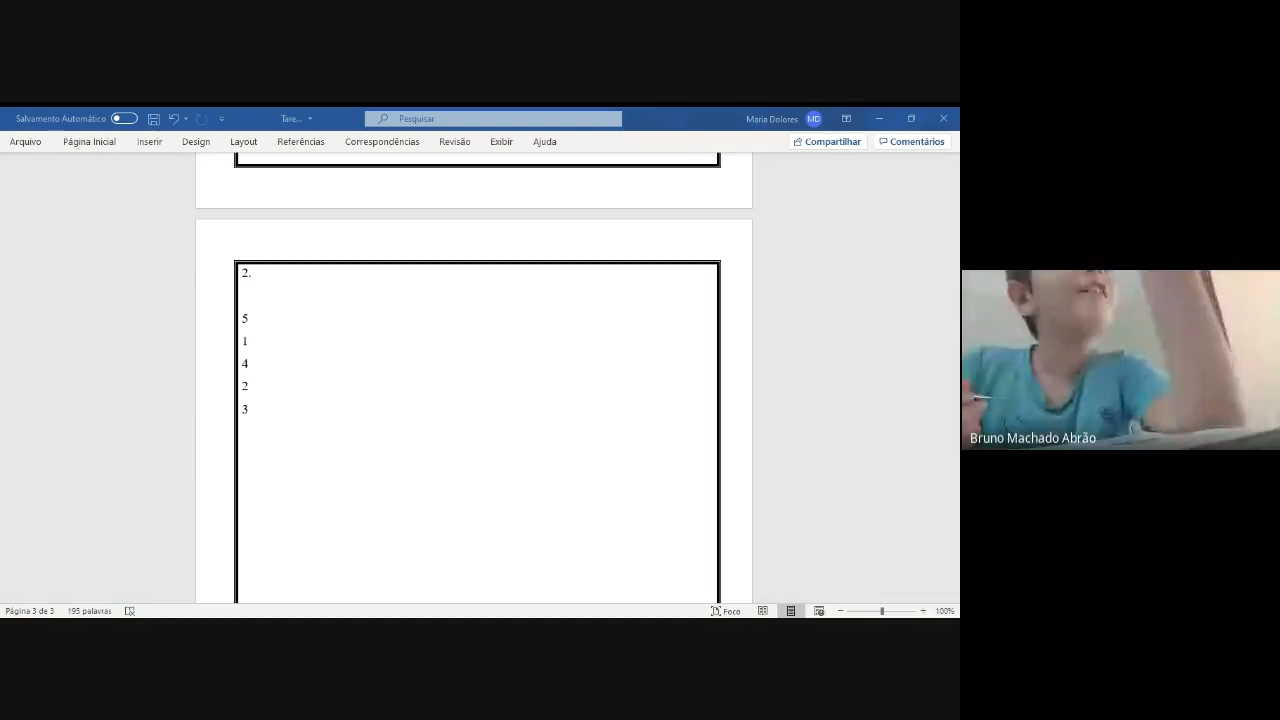 Salvamento Automático
Tare...
Pesquisar
Maria Dolores
MD
Arquivo
Página Inicial
Inserir
Design
Layout
Referências
Correspondências
Revisão
Exibir
Ajuda
Compartilhar
Comentários
2.
5
1
4
2
3
Bruno Machado Abrão
Página 3 de 3
195 palavras
Foco
100%